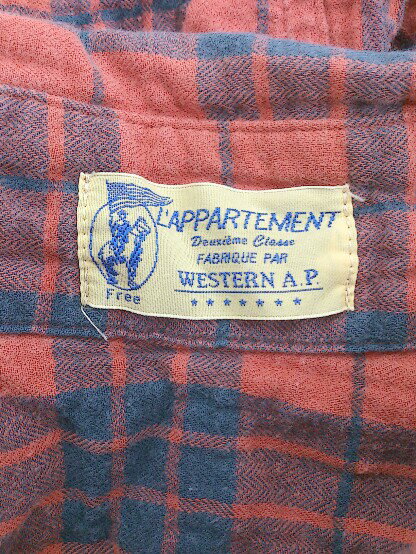 L'APPARTEMENT
Deuxième Classe
FABRIQUE PAR
WESTERN A.P.
Free